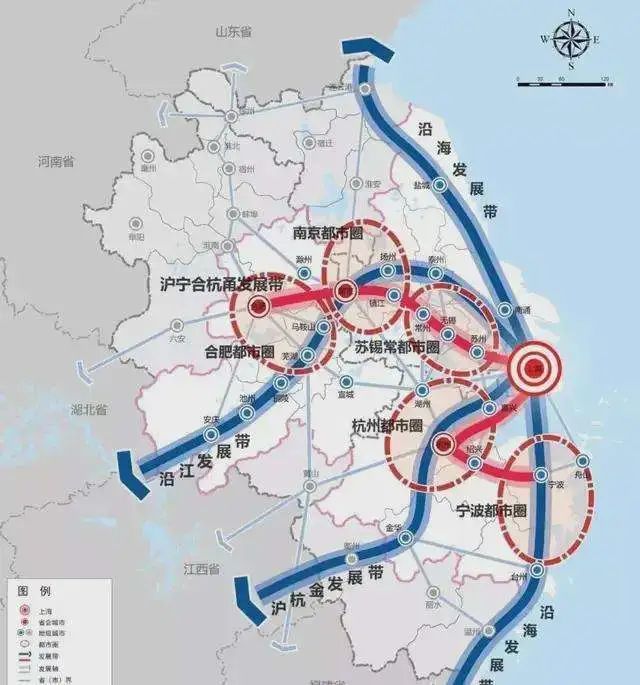 山东省
N
W
E
S
0
30
60
120
连云港
徐州
宿迁
淮北
河南省
亳州
宿州
淮安
盐城
沿海发展带
蚌埠
阜阳
淮南
南京都市圈
滁州
扬州
泰州
沪宁合杭甬发展带
镇江
南通
常州
无锡
马鞍山
六安
合肥都市圈
芜湖
苏锡常都市圈
苏州
湖北省
铜陵
宣城
湖州
嘉兴
池州
安庆
杭州都市圈
绍兴
沿江发展带
黄山
宁波
舟山
宁波都市圈
金华
衢州
江西省
台州
沪杭金发展带
丽水
沿海发展带
温州
图 例
上海
省会城市
地级城市
都市圈
发展带
发展轴
省（市）界